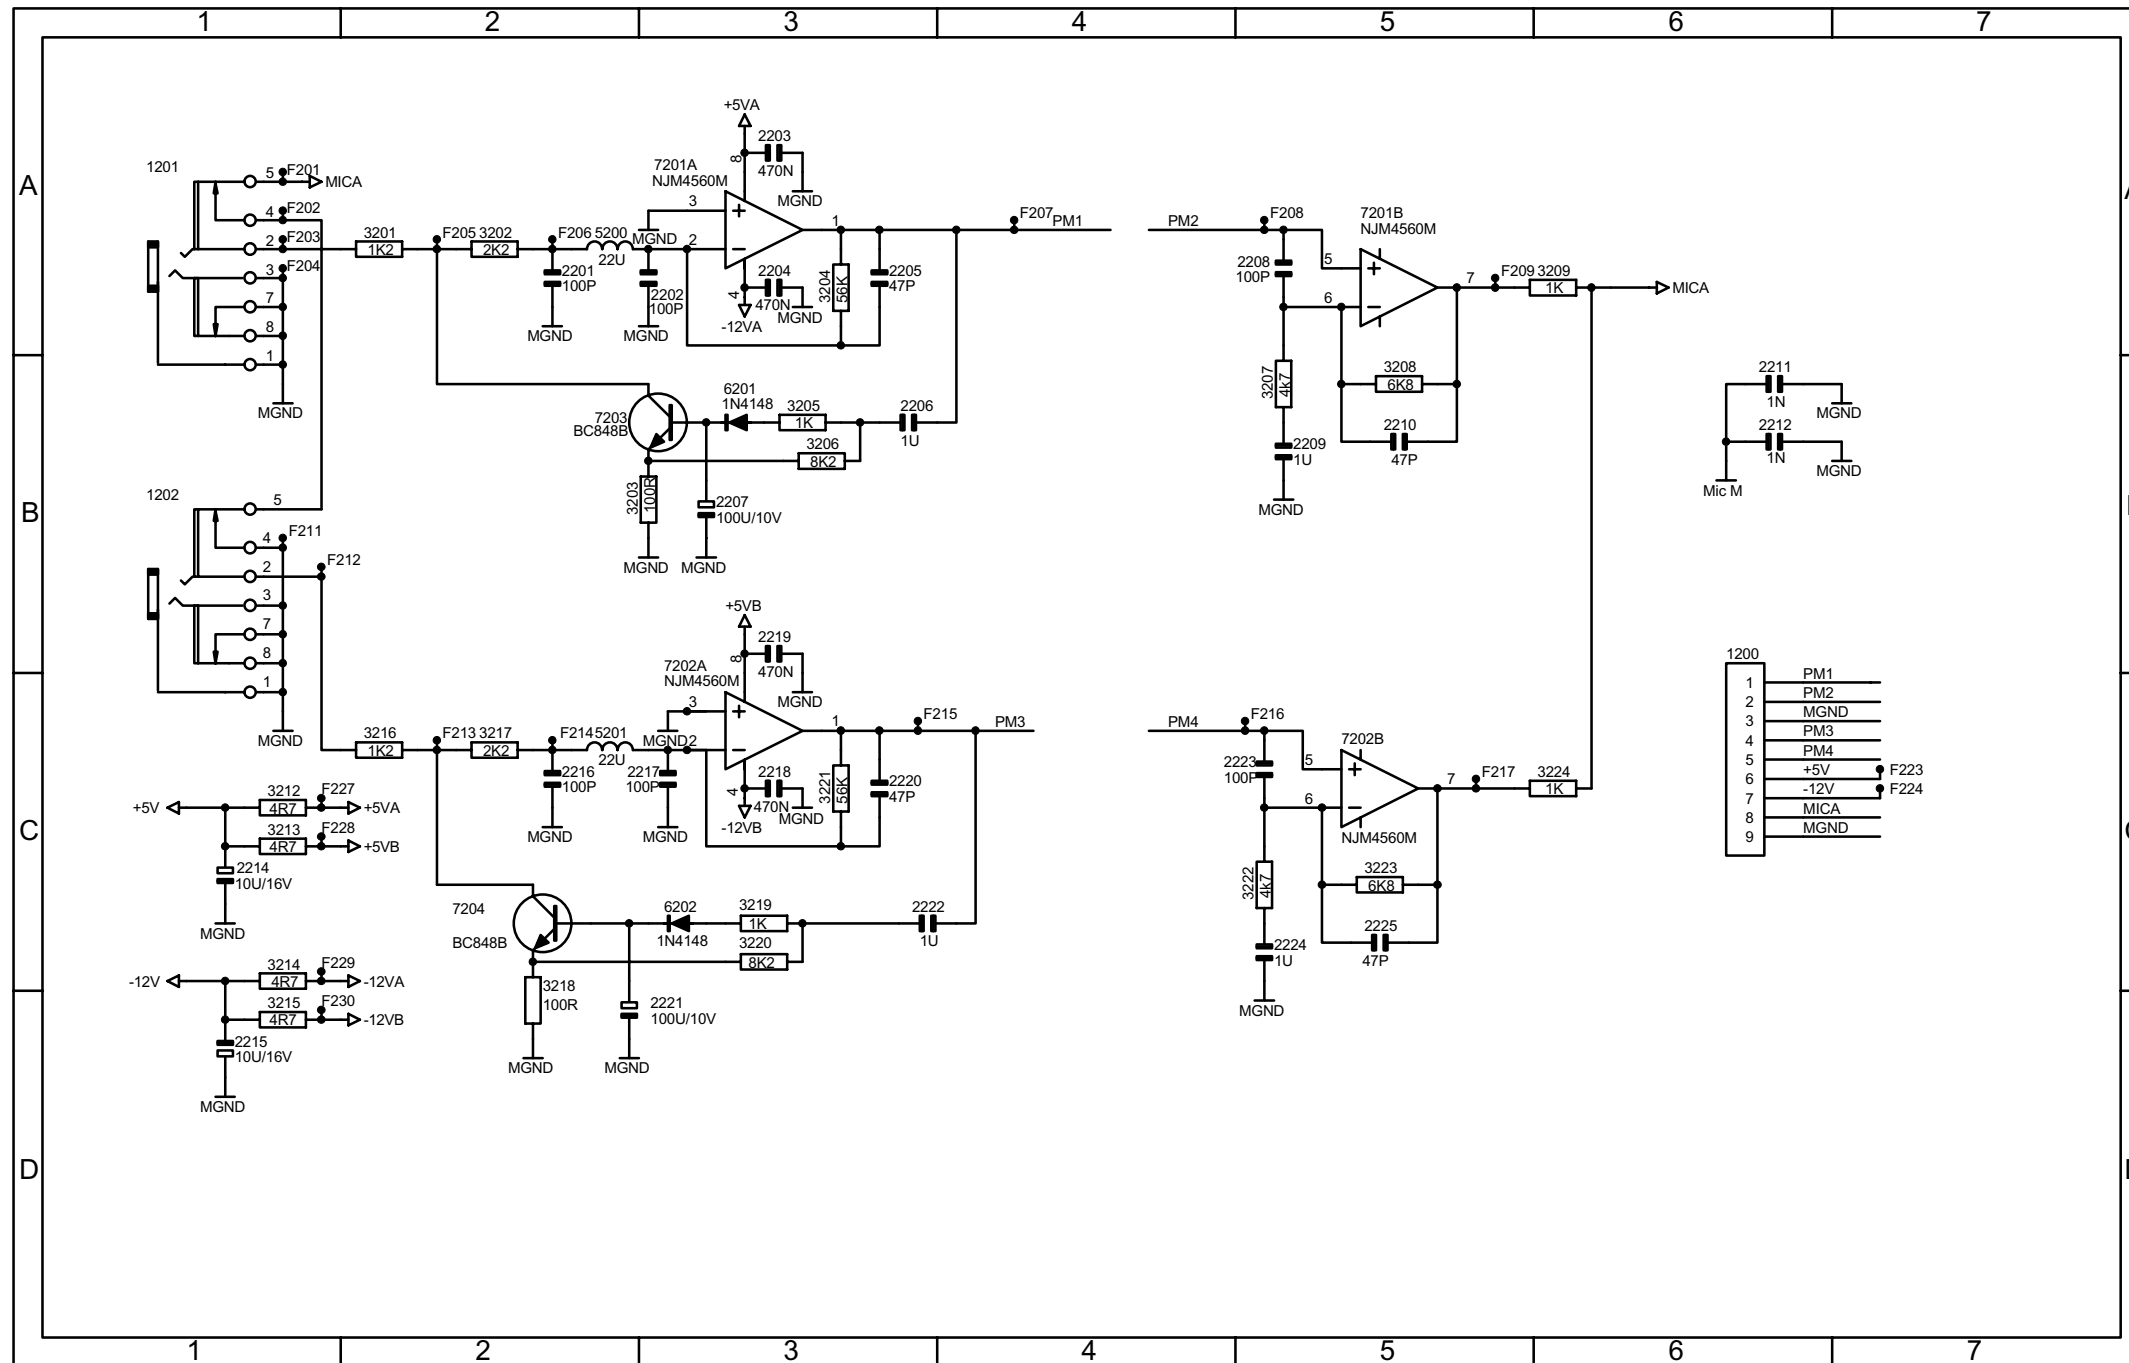 1 2 3 4 5 6 7
A
B
C
D
1201
5 F201 MICA
4 F202
2 F203
3 F204
7
8
1
MGND
3201
1K2
F205 3202
2K2
F206 5200
22U
2201
100P
MGND
2202
100P
MGND
+5VA
2203
470N
MGND
8
7201A
NJM4560M
3
MGND
2
1
4
2204
470N
MGND
-12VA
3204
56K
2205
47P
F207 PM1
PM2 F208
2208
100P
7201B
NJM4560M
5
6
7
F209 3209
1K
MICA
3207
4k7
3208
6K8
2210
47P
2209
1U
MGND
2211
1N
MGND
2212
1N
MGND
Mic M
7203
BC848B
6201
1N4148
3205
1K
3206
8K2
2206
1U
3203
100R
MGND
2207
100U/10V
MGND
1202
5
4 F211
2 F212
3
7
8
1
MGND
3216
1K2
F213 3217
2K2
F214 5201
22U
2216
100P
MGND
2217
100P
MGND
+5VB
2219
470N
MGND
8
7202A
NJM4560M
3
MGND 2
1
4
2218
470N
MGND
-12VB
3221
56K
2220
47P
F215
PM3
PM4 F216
2223
100P
7202B
5
6
7
NJM4560M
F217 3224
1K
3222
4k7
3223
6K8
2225
47P
2224
1U
MGND
1200
1 PM1
2 PM2
3 MGND
4 PM3
5 PM4
6 +5V F223
7 -12V F224
8 MICA
9 MGND
+5V
3212
4R7
F227
+5VA
3213
4R7
F228
+5VB
2214
10U/16V
MGND
-12V
3214
4R7
F229
-12VA
3215
4R7
F230
-12VB
2215
10U/16V
MGND
7204
BC848B
6202
1N4148
3219
1K
3220
8K2
2222
1U
3218
100R
MGND
2221
100U/10V
MGND
1 2 3 4 5 6 7